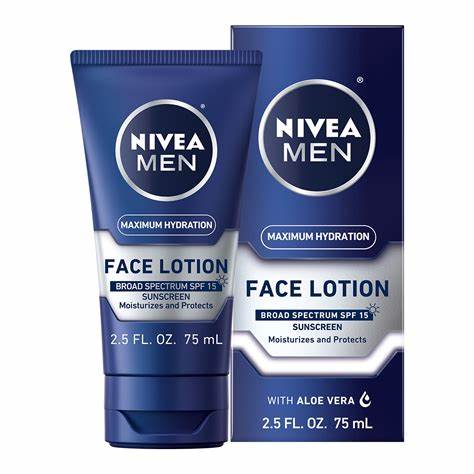 NIVEA
MEN
®
MAXIMUM HYDRATION
FACE LOTION
BROAD SPECTRUM SPF 15
SUNSCREEN
Moisturizes and Protects
2.5 FL. OZ. 75 mL
NIVEA
MEN
®
MAXIMUM HYDRATION
FACE LOTION
BROAD SPECTRUM SPF 15
SUNSCREEN
Moisturizes and Protects
WITH ALOE VERA
2.5 FL. OZ. 75 mL